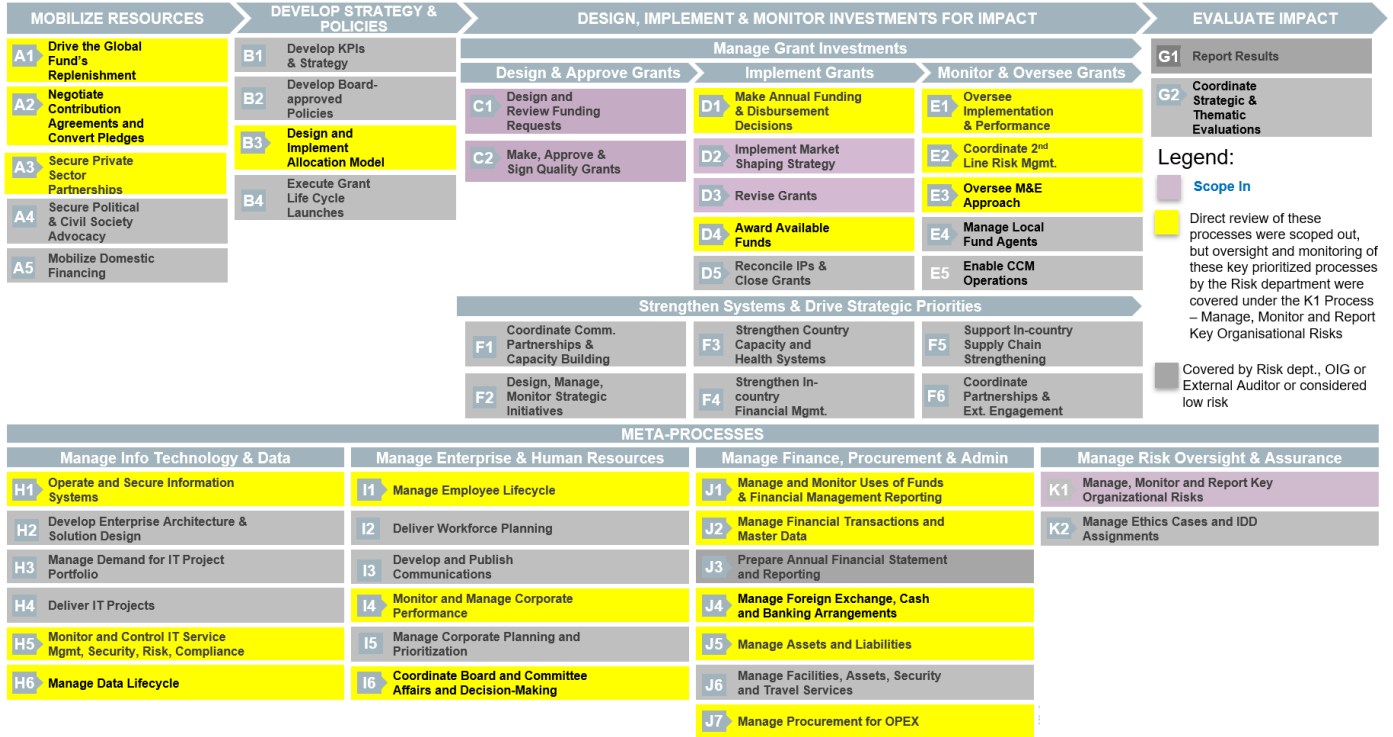 MOBILIZE RESOURCES
DEVELOP STRATEGY &
POLICIES
DESIGN, IMPLEMENT & MONITOR INVESTMENTS FOR IMPACT
EVALUATE IMPACT
A1
Drive the Global
Fund's
Replenishment
A2
Negotiate
Contribution
Agreements and
Convert Pledges
A3
Secure Private
Sector
Partnerships
A4
Secure Political
& Civil Society
Advocacy
A5
Mobilize Domestic
Financing
B1
Develop KPIs
& Strategy
B2
Develop Board-
approved
Policies
B3
Design and
Implement
Allocation Model
B4
Execute Grant
Life Cycle
Launches
Manage Grant Investments
Design & Approve Grants
Implement Grants
Monitor & Oversee Grants
C1
Design and
Review Funding
Requests
C2
Make, Approve &
Sign Quality Grants
D1
Make Annual Funding
& Disbursement
Decisions
D2
Implement Market
Shaping Strategy
D3
Revise Grants
D4
Award Available
Funds
D5
Reconcile IPs &
Close Grants
E1
Oversee
Implementation
& Performance
E2
Coordinate 2nd
Line Risk Mgmt.
E3
Oversee M&E
Approach
E4
Manage Local
Fund Agents
E5
Enable CCM
Operations
Strengthen Systems & Drive Strategic Priorities
F1
Coordinate Comm.
Partnerships &
Capacity Building
F2
Design, Manage,
Monitor Strategic
Initiatives
F3
Strengthen Country
Capacity and
Health Systems
F4
Strengthen In-
country
Financial Mgmt.
F5
Support In-country
Supply Chain
Strengthening
F6
Coordinate
Partnerships &
Ext. Engagement
G1
Report Results
G2
Coordinate
Strategic &
Thematic
Evaluations
Legend:
Scope In
Direct review of these
processes were scoped out,
but oversight and monitoring of
these key prioritized processes
by the Risk department were
covered under the K1 Process
– Manage, Monitor and Report
Key Organisational Risks
Covered by Risk dept., OIG or
External Auditor or considered
low risk
META-PROCESSES
Manage Info Technology & Data
H1
Operate and Secure Information
Systems
H2
Develop Enterprise Architecture &
Solution Design
H3
Manage Demand for IT Project
Portfolio
H4
Deliver IT Projects
H5
Monitor and Control IT Service
Mgmt, Security, Risk, Compliance
H6
Manage Data Lifecycle
Manage Enterprise & Human Resources
I1
Manage Employee Lifecycle
I2
Deliver Workforce Planning
I3
Develop and Publish
Communications
I4
Monitor and Manage Corporate
Performance
I5
Manage Corporate Planning and
Prioritization
I6
Coordinate Board and Committee
Affairs and Decision-Making
Manage Finance, Procurement & Admin
J1
Manage and Monitor Uses of Funds
& Financial Management Reporting
J2
Manage Financial Transactions and
Master Data
J3
Prepare Annual Financial Statement
and Reporting
J4
Manage Foreign Exchange, Cash
and Banking Arrangements
J5
Manage Assets and Liabilities
J6
Manage Facilities, Assets, Security
and Travel Services
J7
Manage Procurement for OPEX
Manage Risk Oversight & Assurance
K1
Manage, Monitor and Report Key
Organizational Risks
K2
Manage Ethics Cases and IDD
Assignments